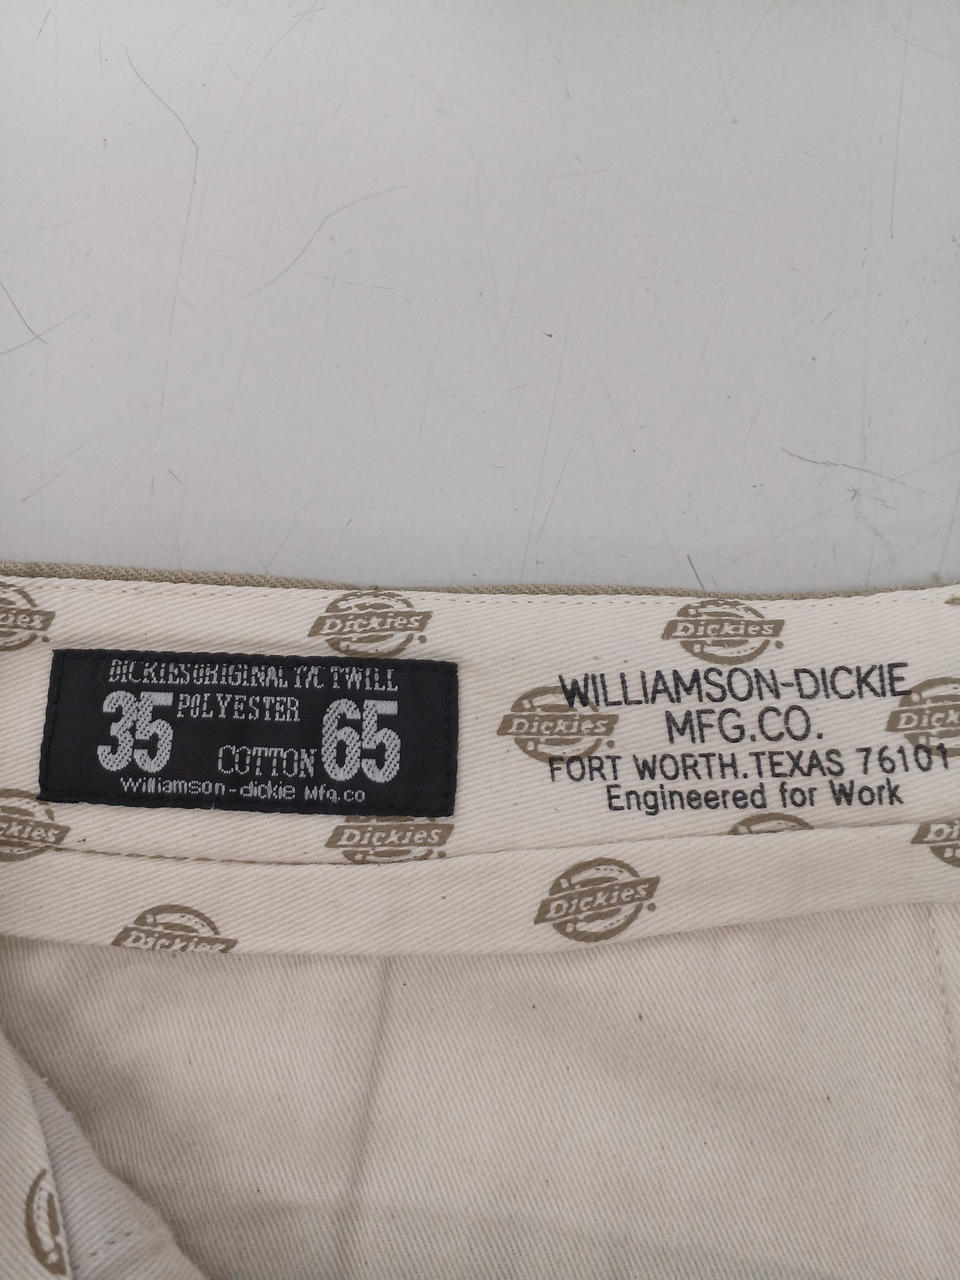 Dickies
Dickies
DICKIES ORIGINAL T/C TWILL
35 POLYESTER
COTTON 65
Williamson-dickie Mfg.co
WILLIAMSON-DICKIE
MFG.CO.
FORT WORTH.TEXAS 76101
Engineered for Work
Dickies
Dickies
Dickies
Dickies
Dickies